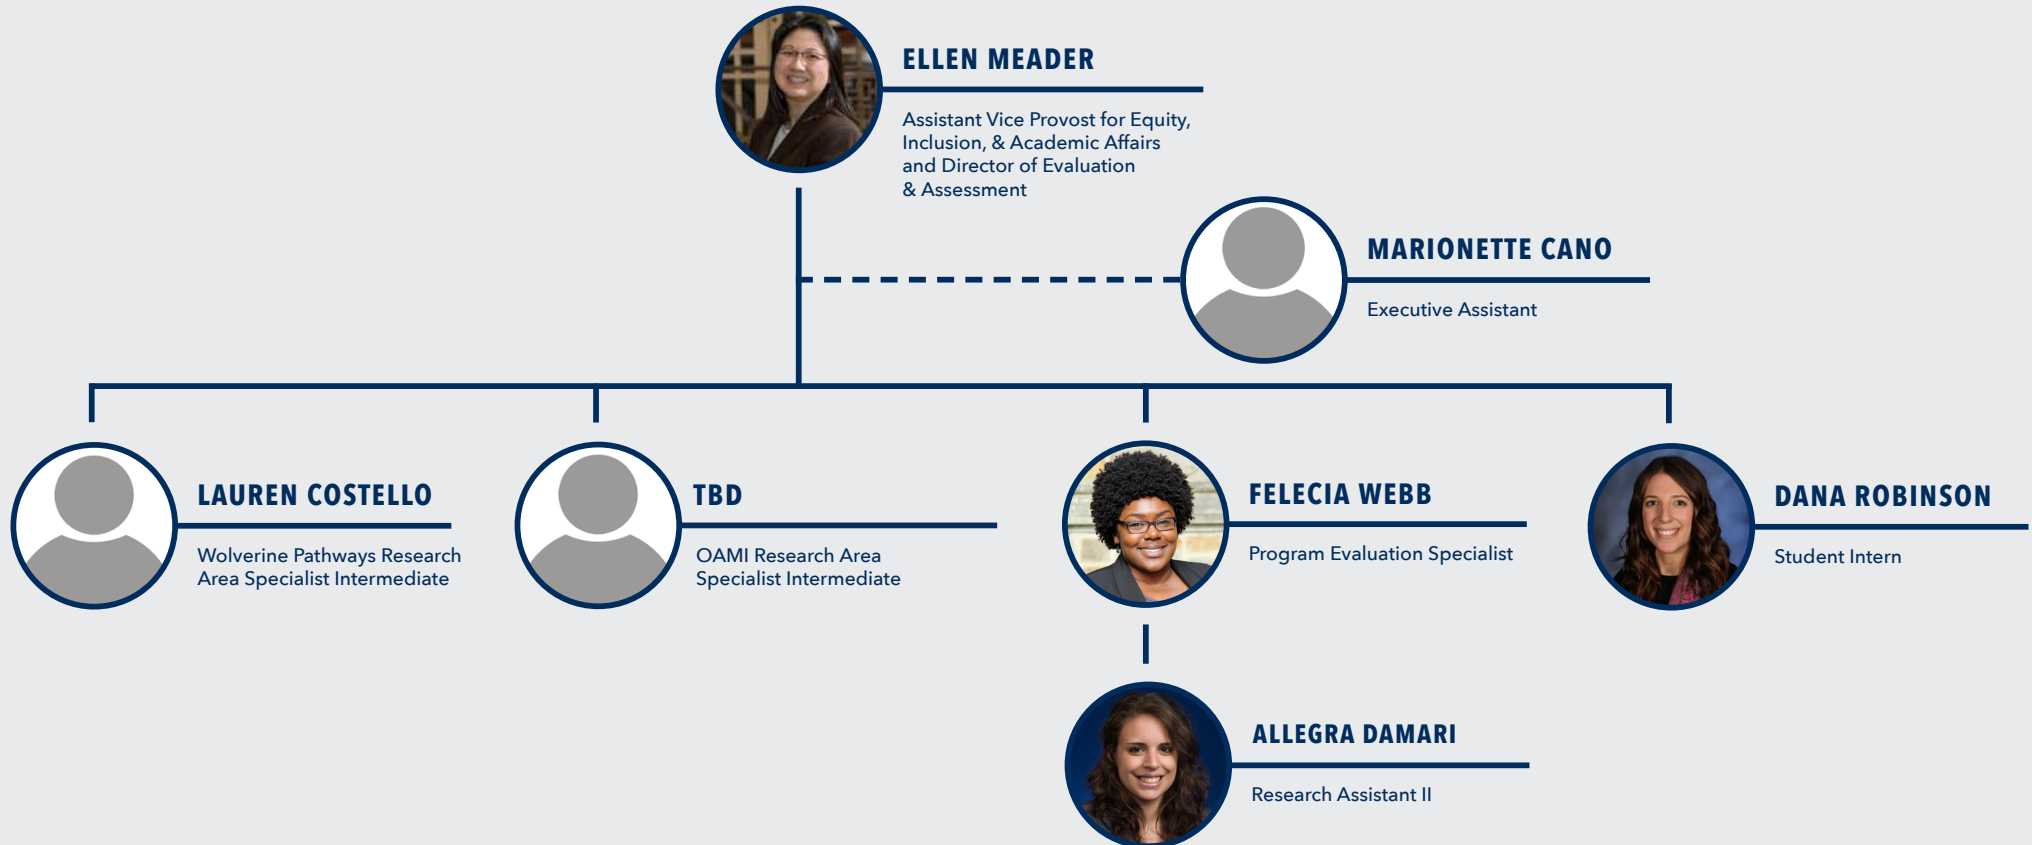 ELLEN MEADER
Assistant Vice Provost for Equity,
Inclusion, & Academic Affairs
and Director of Evaluation
& Assessment
MARIONETTE CANO
Executive Assistant
LAUREN COSTELLO
Wolverine Pathways Research
Area Specialist Intermediate
TBD
OAMI Research Area
Specialist Intermediate
FELECIA WEBB
Program Evaluation Specialist
DANA ROBINSON
Student Intern
ALLEGRA DAMARI
Research Assistant II